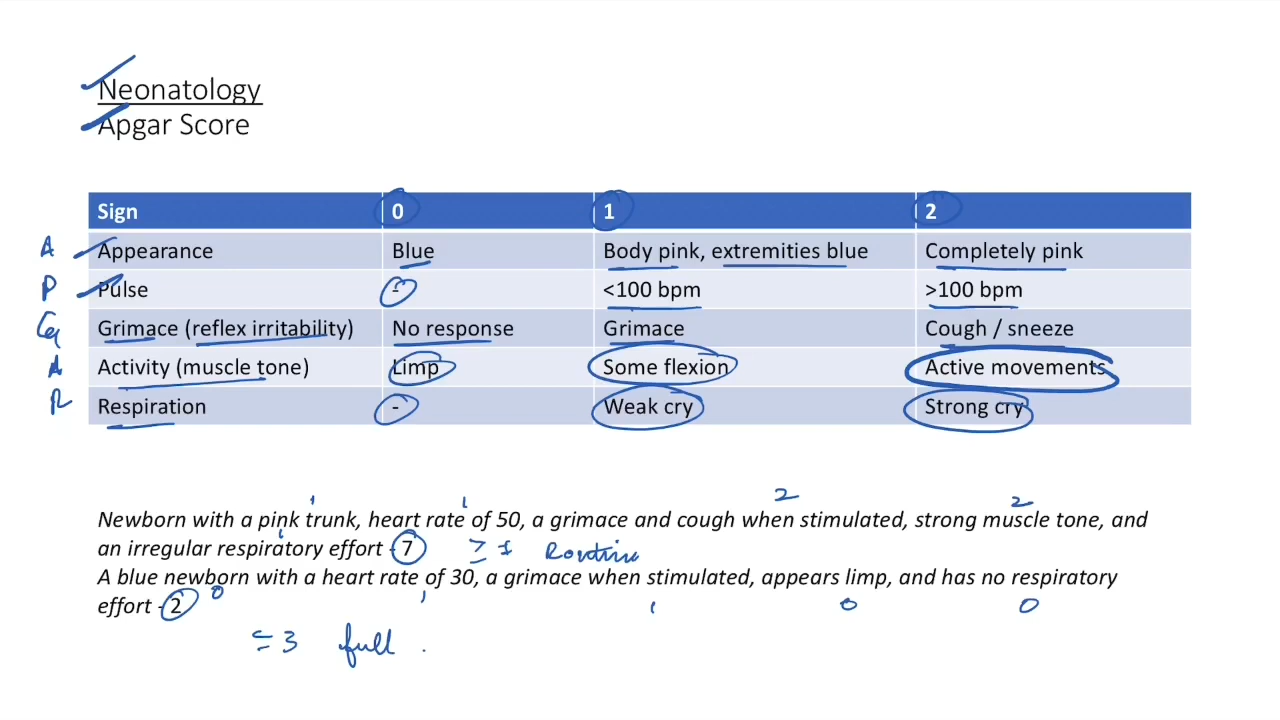 Neonatology
Apgar Score
Sign 0 1 2
A Appearance Blue Body pink, extremities blue Completely pink
P Pulse - <100 bpm >100 bpm
G Grimace (reflex irritability) No response Grimace Cough / sneeze
A Activity (muscle tone) Limp Some flexion Active movements
R Respiration - Weak cry Strong cry
1 1 2 2
Newborn with a pink trunk, heart rate of 50, a grimace and cough when stimulated, strong muscle tone, and
1
an irregular respiratory effort - 7 ≥ Routine
A blue newborn with a heart rate of 30, a grimace when stimulated, appears limp, and has no respiratory
effort - 2 0 1 1 0 0
3 full